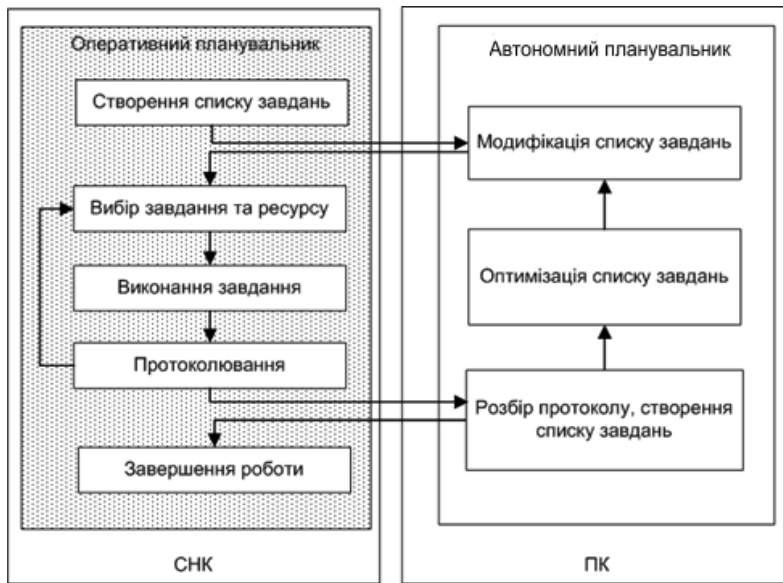 Оперативний планувальник
Створення списку завдань
Вибір завдання та ресурсу
Виконання завдання
Протоколювання
Завершення роботи
СНК
Автономний планувальник
Модифікація списку завдань
Оптимізація списку завдань
Розбір протоколу, створення
списку завдань
ПК